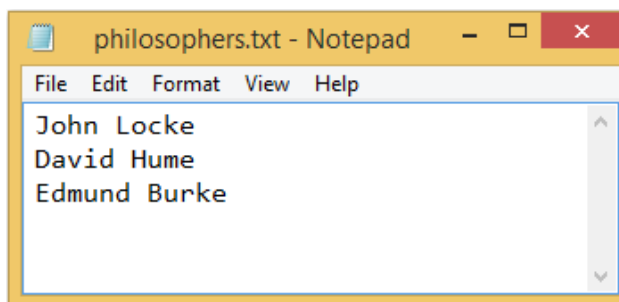 philosophers.txt - Notepad
File Edit Format View Help
John Locke
David Hume
Edmund Burke